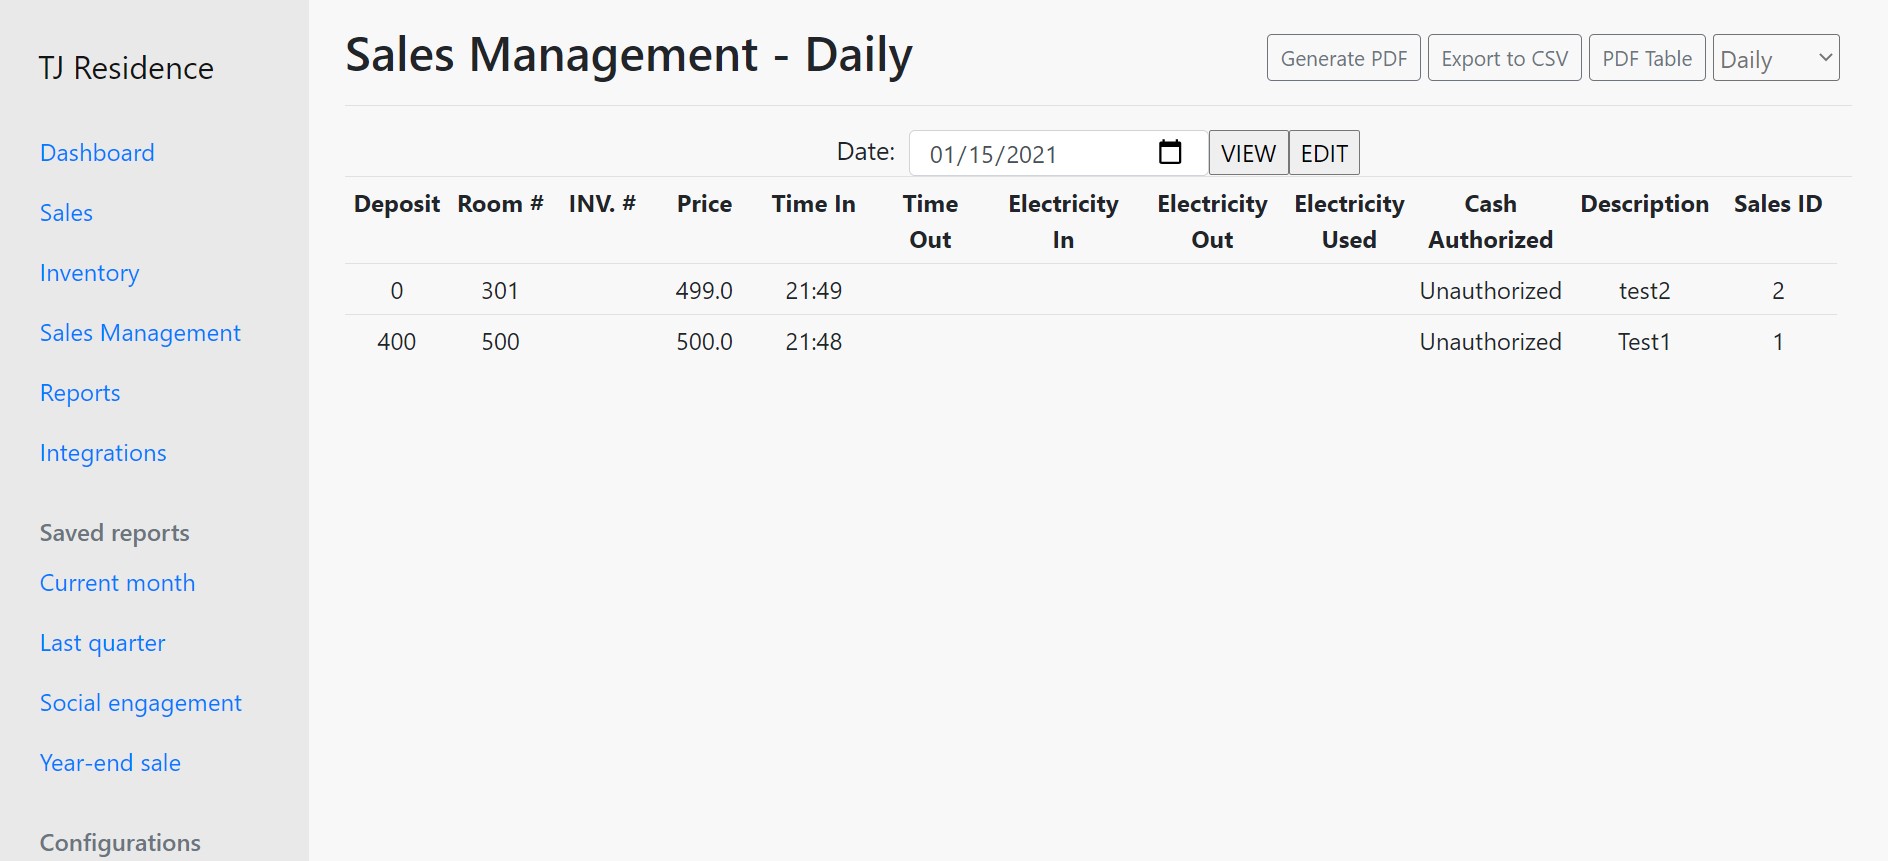 TJ Residence
Dashboard
Sales
Inventory
Sales Management
Reports
Integrations
Saved reports
Current month
Last quarter
Social engagement
Year-end sale
Configurations
Sales Management - Daily
Generate PDF Export to CSV PDF Table Daily
Date: 01/15/2021 VIEW EDIT
Deposit Room # INV. # Price Time In Time Out Electricity In Electricity Out Electricity Used Cash Authorized Description Sales ID
0 301 499.0 21:49 Unauthorized test2 2
400 500 500.0 21:48 Unauthorized Test1 1